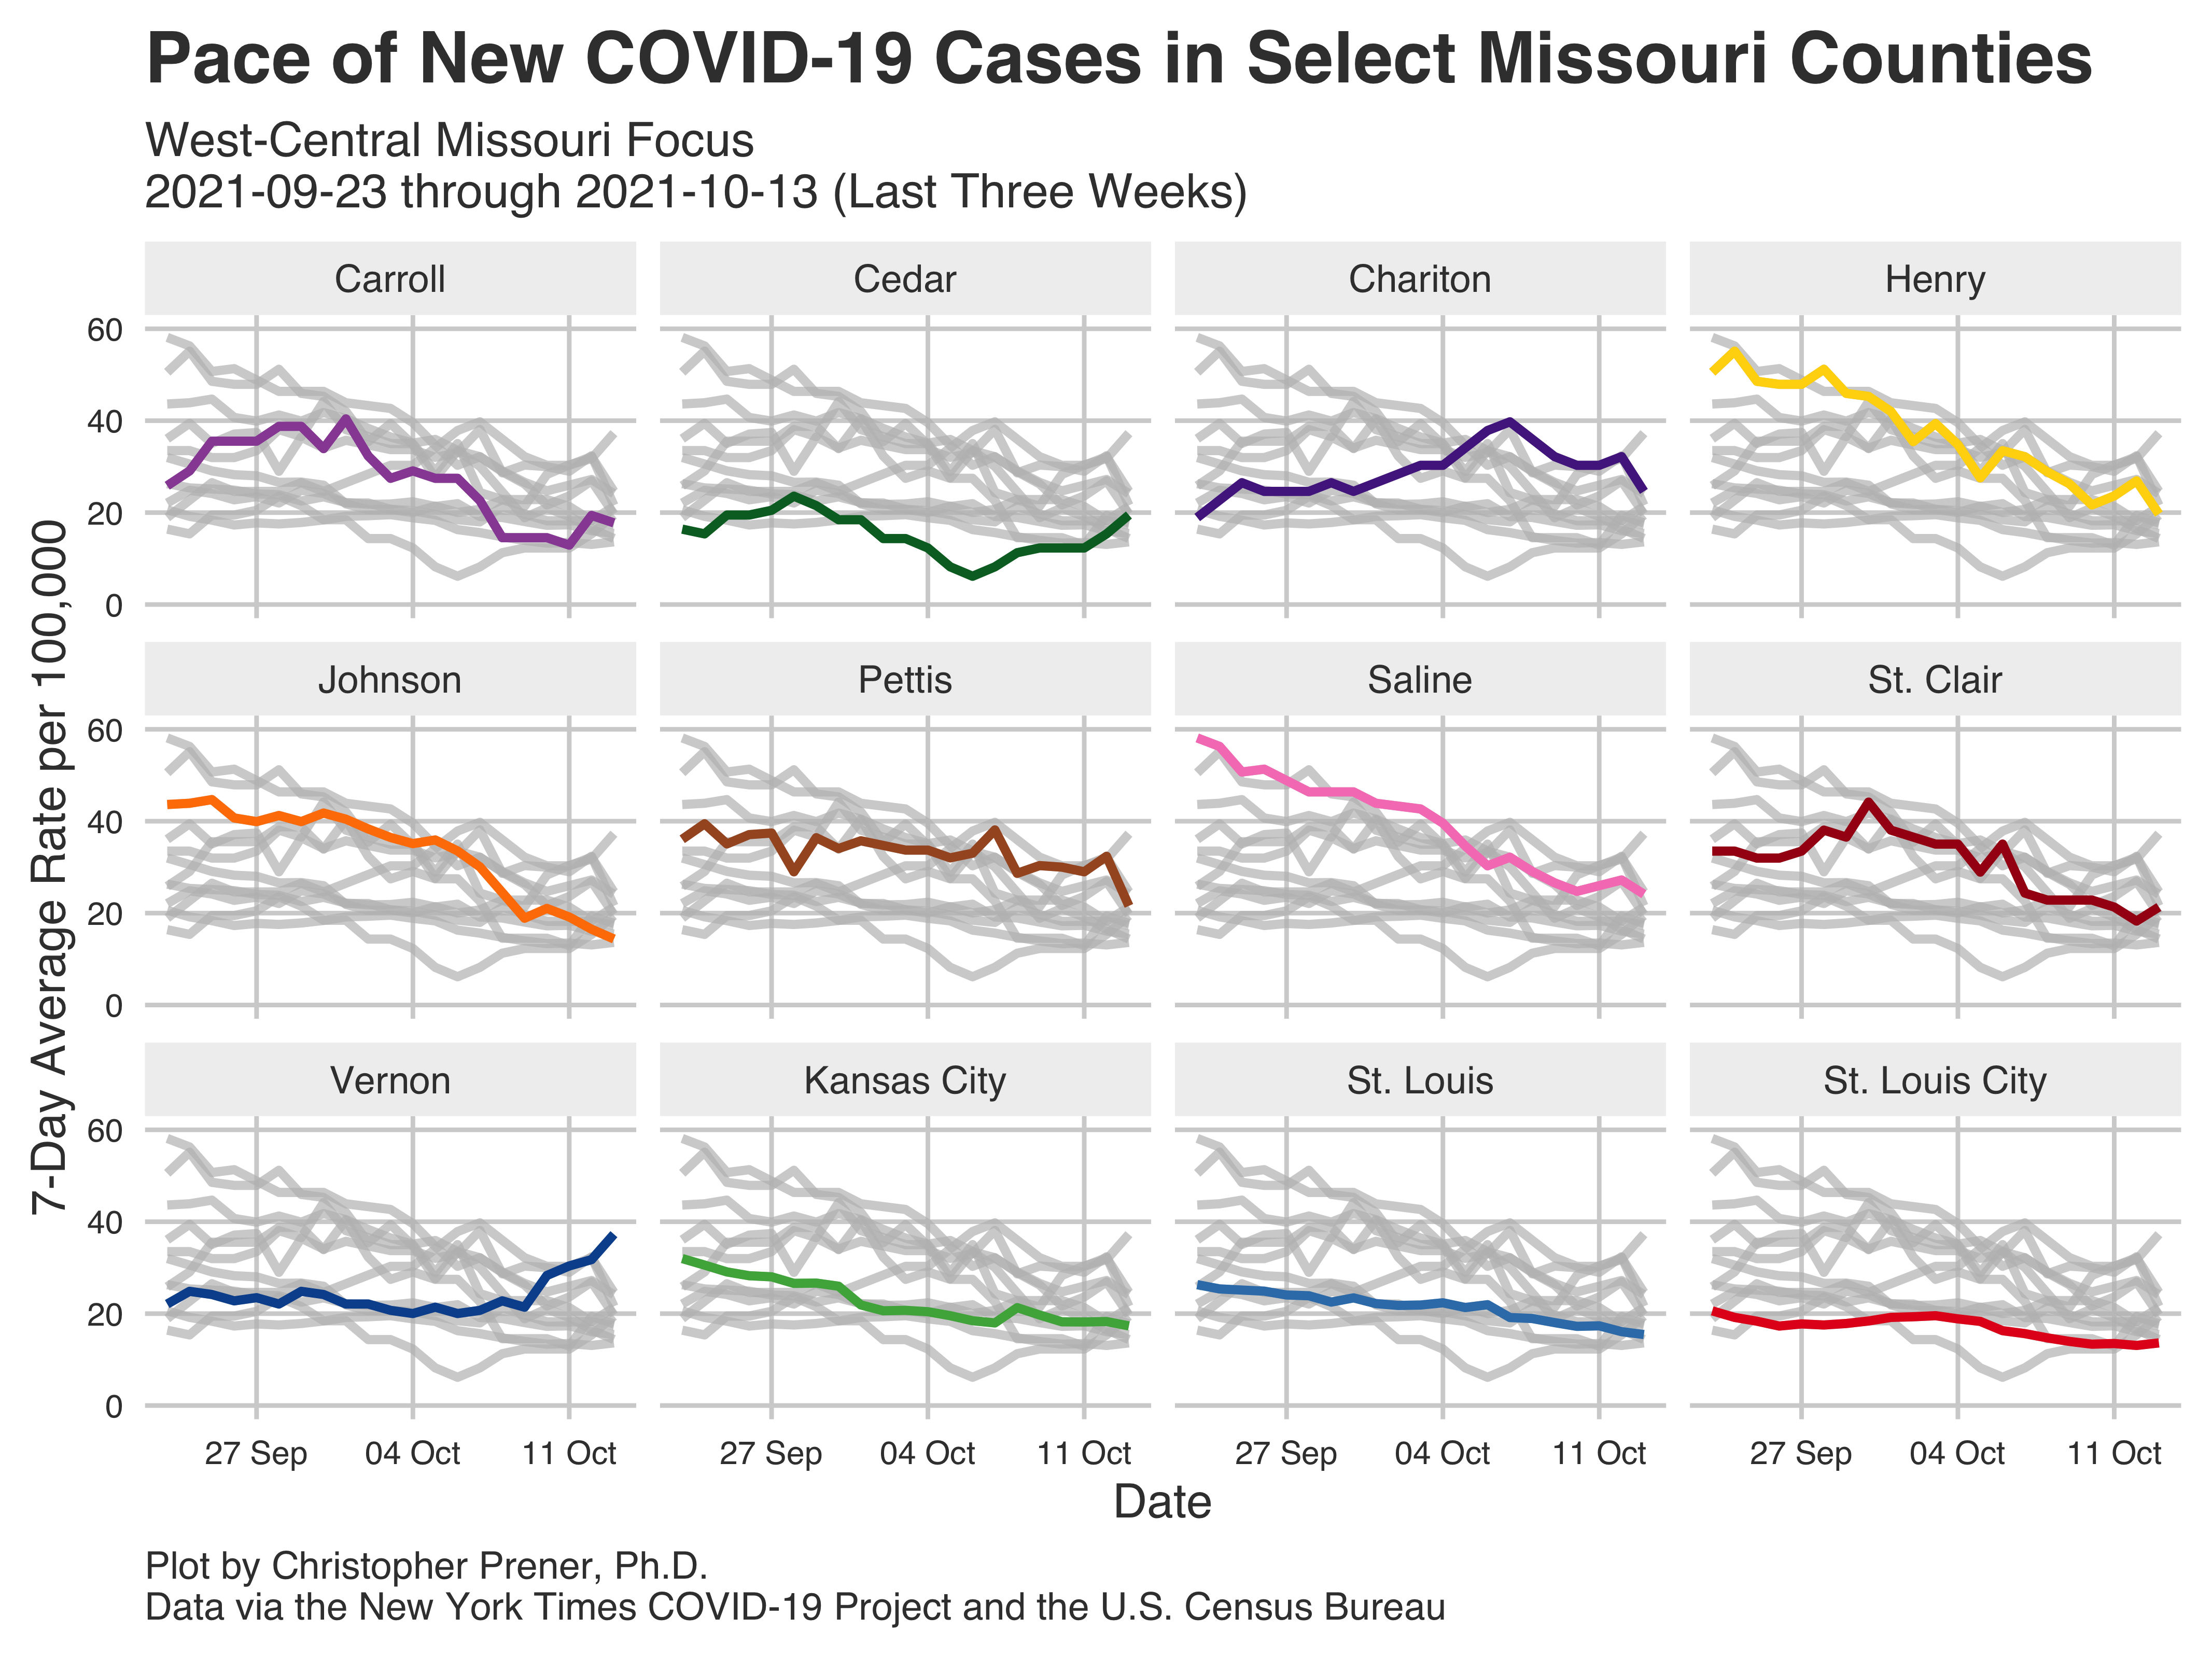 Pace of New COVID-19 Cases in Select Missouri Counties
West-Central Missouri Focus
2021-09-23 through 2021-10-13 (Last Three Weeks)
7-Day Average Rate per 100,000
Carroll
Cedar
Chariton
Henry
60
40
20
0
Johnson
Pettis
Saline
St. Clair
60
40
20
0
Vernon
Kansas City
St. Louis
St. Louis City
60
40
20
0
27 Sep 04 Oct 11 Oct
27 Sep 04 Oct 11 Oct
27 Sep 04 Oct 11 Oct
27 Sep 04 Oct 11 Oct
Date
Plot by Christopher Prener, Ph.D.
Data via the New York Times COVID-19 Project and the U.S. Census Bureau